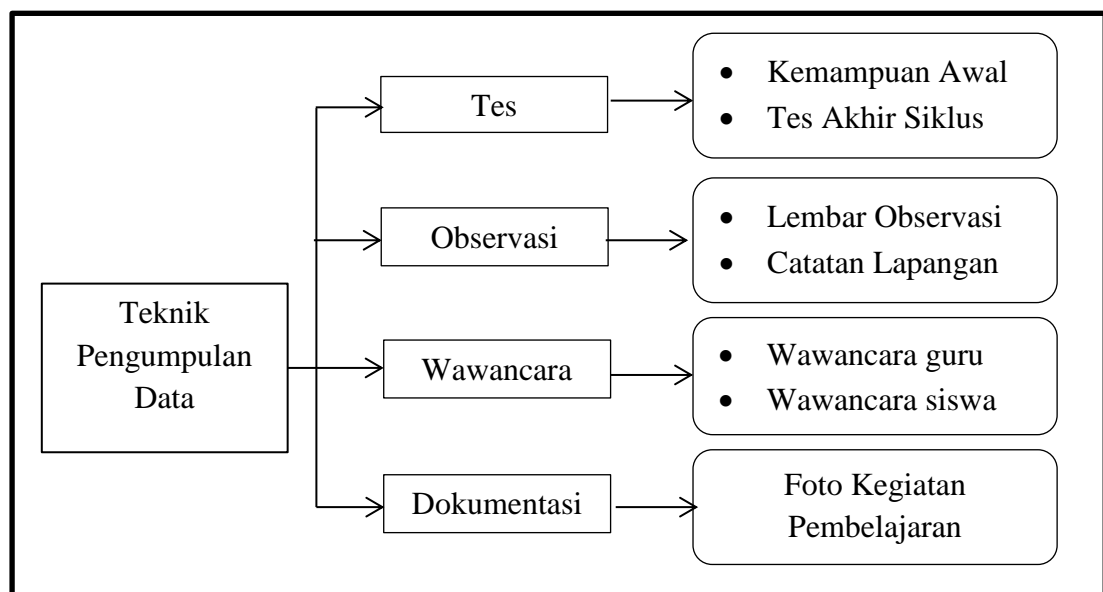 Teknik
Pengumpulan
Data
Tes
• Kemampuan Awal
• Tes Akhir Siklus
Observasi
• Lembar Observasi
• Catatan Lapangan
Wawancara
• Wawancara guru
• Wawancara siswa
Dokumentasi
Foto Kegiatan
Pembelajaran